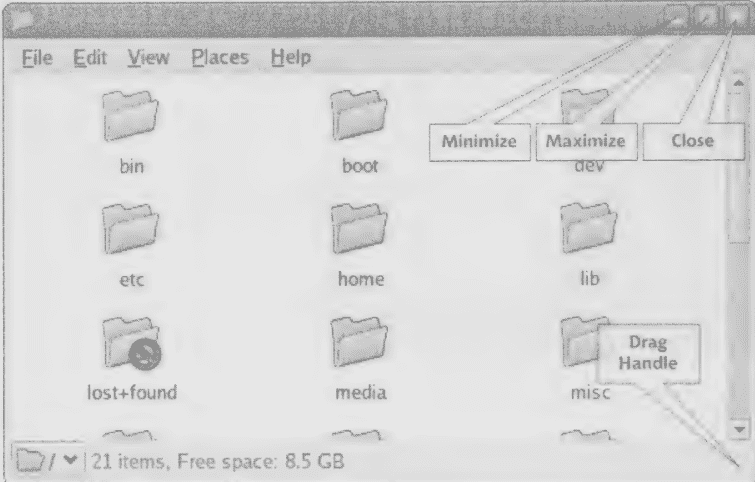 /
File Edit View Places Help
Minimize Maximize Close
bin boot dev
etc home lib
Drag
Handle
lost+found media misc
/ 21 items, Free space: 8.5 GB